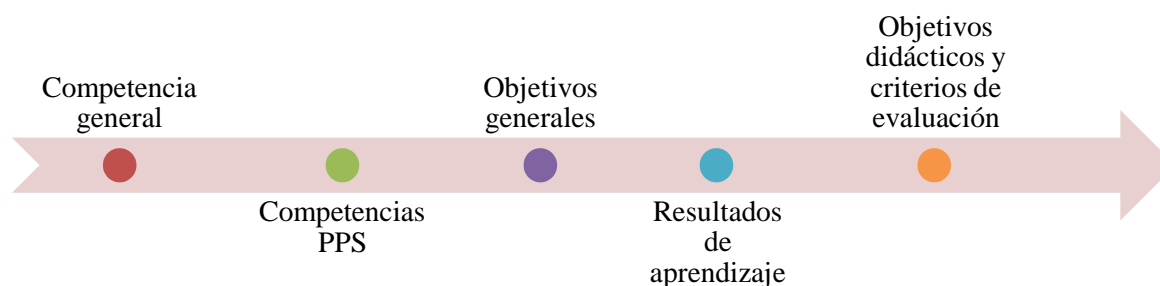 Competencia
general
Competencias
PPS
Objetivos
generales
Resultados
de
aprendizaje
Objetivos
didácticos y
criterios de
evaluación